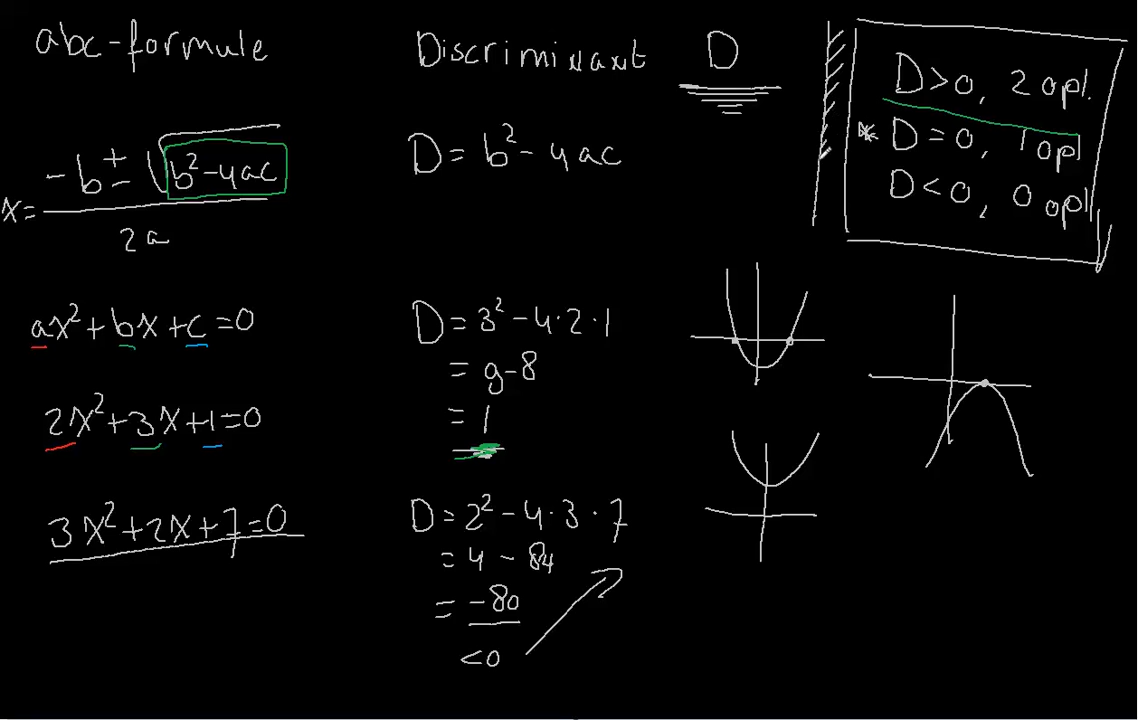 abc-formule
x = -b ± √b² - 4ac / 2a
ax² + bx + c = 0
2x² + 3x + 1 = 0
3x² + 2x + 7 = 0
Discriminant D
D = b² - 4ac
D = 3² - 4·2·1
= 9-8
= 1
D = 2² - 4·3·7
= 4 - 84
= -80
<0
D>0, 2 opl.
* D=0, 1 opl
D<0, 0 opl